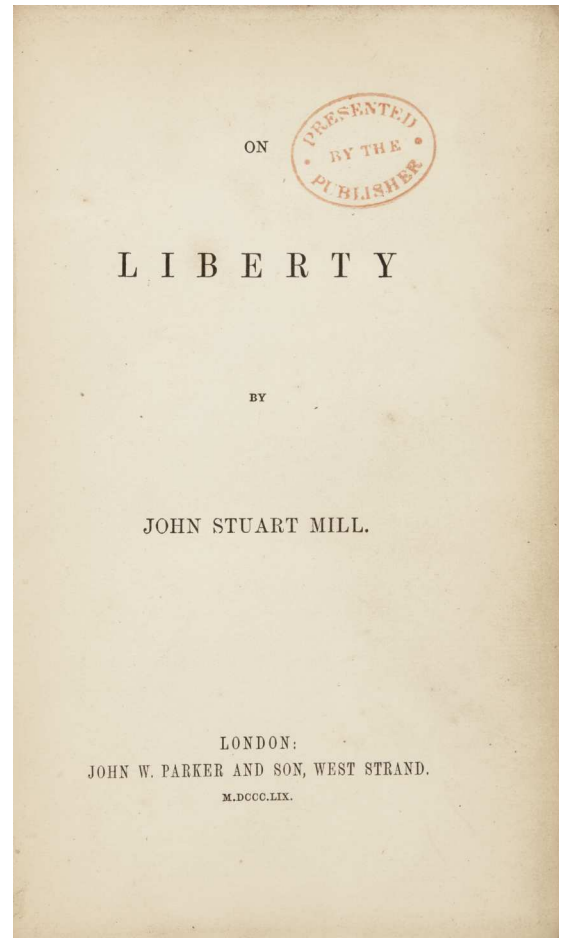 ON
PRESENTED
BY THE
PUBLISHER
LIBERTY
BY
JOHN STUART MILL.
LONDON:
JOHN W. PARKER AND SON, WEST STRAND.
M.DCCC.LIX.